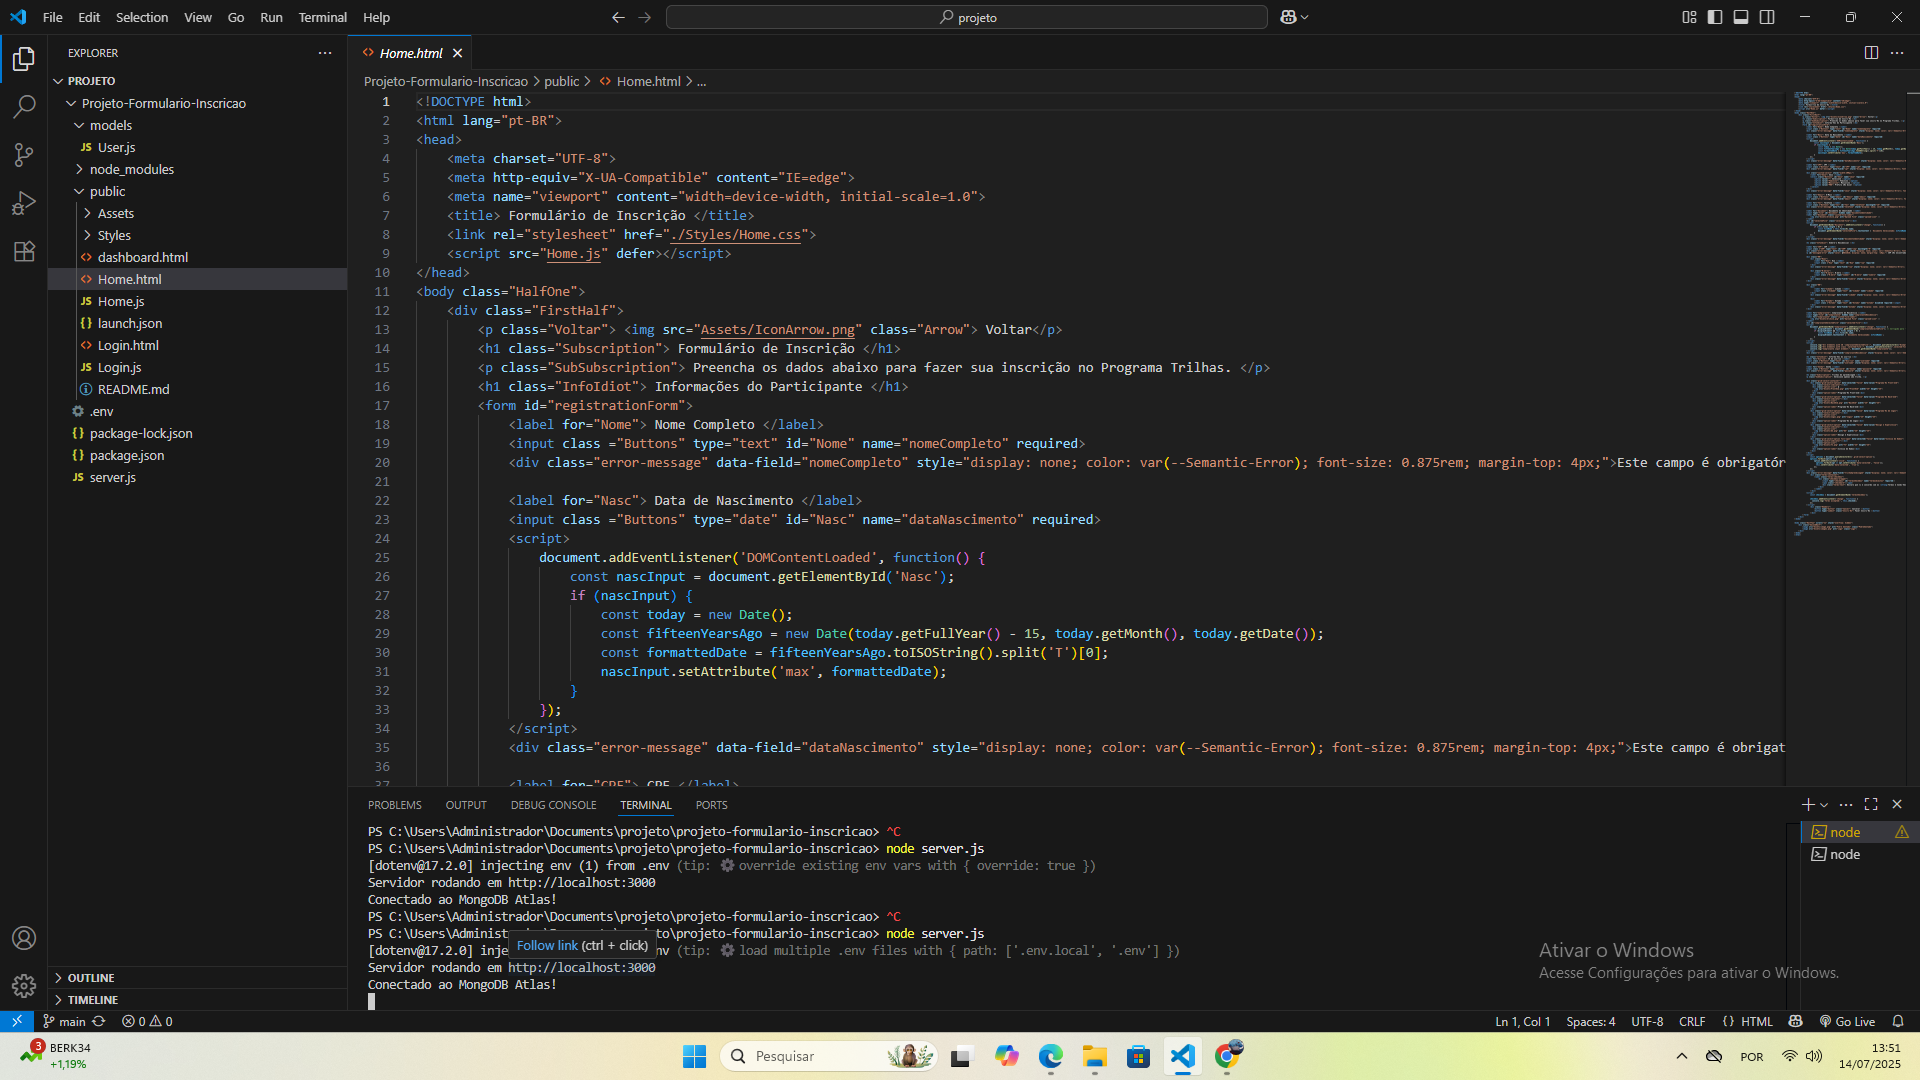 File Edit Selection View Go Run Terminal Help
projeto
EXPLORER
PROJETO
Projeto-Formulario-Inscricao
models
JS User.js
node_modules
public
Assets
Styles
dashboard.html
Home.html
JS Home.js
{} launch.json
Login.html
JS Login.js
README.md
.env
{} package-lock.json
{} package.json
JS server.js
OUTLINE
TIMELINE
Home.html
Projeto-Formulario-Inscricao > public > Home.html > ...
1 <!DOCTYPE html>
2 <html lang="pt-BR">
3 <head>
4 <meta charset="UTF-8">
5 <meta http-equiv="X-UA-Compatible" content="IE=edge">
6 <meta name="viewport" content="width=device-width, initial-scale=1.0">
7 <title> Formulário de Inscrição </title>
8 <link rel="stylesheet" href="./Styles/Home.css">
9 <script src="Home.js" defer></script>
10 </head>
11 <body class="HalfOne">
12 <div class="FirstHalf">
13 <p class="Voltar"> <img src="Assets/IconArrow.png" class="Arrow"> Voltar</p>
14 <h1 class="Subscription"> Formulário de Inscrição </h1>
15 <p class="SubSubscription"> Preencha os dados abaixo para fazer sua inscrição no Programa Trilhas. </p>
16 <h1 class="InfoIdiot"> Informações do Participante </h1>
17 <form id="registrationForm">
18 <label for="Nome"> Nome Completo </label>
19 <input class ="Buttons" type="text" id="Nome" name="nomeCompleto" required>
20 <div class="error-message" data-field="nomeCompleto" style="display: none; color: var(--Semantic-Error); font-size: 0.875rem; margin-top: 4px;">Este campo é obrigatór
21
22 <label for="Nasc"> Data de Nascimento </label>
23 <input class ="Buttons" type="date" id="Nasc" name="dataNascimento" required>
24 <script>
25 document.addEventListener('DOMContentLoaded', function() {
26 const nascInput = document.getElementById('Nasc');
27 if (nascInput) {
28 const today = new Date();
29 const fifteenYearsAgo = new Date(today.getFullYear() - 15, today.getMonth(), today.getDate());
30 const formattedDate = fifteenYearsAgo.toISOString().split('T')[0];
31 nascInput.setAttribute('max', formattedDate);
32 }
33 });
34 </script>
35 <div class="error-message" data-field="dataNascimento" style="display: none; color: var(--Semantic-Error); font-size: 0.875rem; margin-top: 4px;">Este campo é obrigat
36
37 <label for="CPF"> CPF </label>
PROBLEMS OUTPUT DEBUG CONSOLE TERMINAL PORTS
PS C:\Users\Administrador\Documents\projeto\projeto-formulario-inscricao> ^C
PS C:\Users\Administrador\Documents\projeto\projeto-formulario-inscricao> node server.js
[dotenv@17.2.0] injecting env (1) from .env (tip: ⚙️ override existing env vars with { override: true })
Servidor rodando em http://localhost:3000
Conectado ao MongoDB Atlas!
PS C:\Users\Administrador\Documents\projeto\projeto-formulario-inscricao> ^C
node server.js
Follow link (ctrl + click)
[dotenv@17.2.0] inje nv (tip: ⚙️ load multiple .env files with { path: ['.env.local', '.env'] })
Servidor rodando em http://localhost:3000
Conectado ao MongoDB Atlas!
node
node
Ativar o Windows
Acesse Configurações para ativar o Windows.
main 0 0
Ln 1, Col 1 Spaces: 4 UTF-8 CRLF {} HTML Go Live
3 BERK34
+1,19%
Pesquisar
POR
13:51
14/07/2025